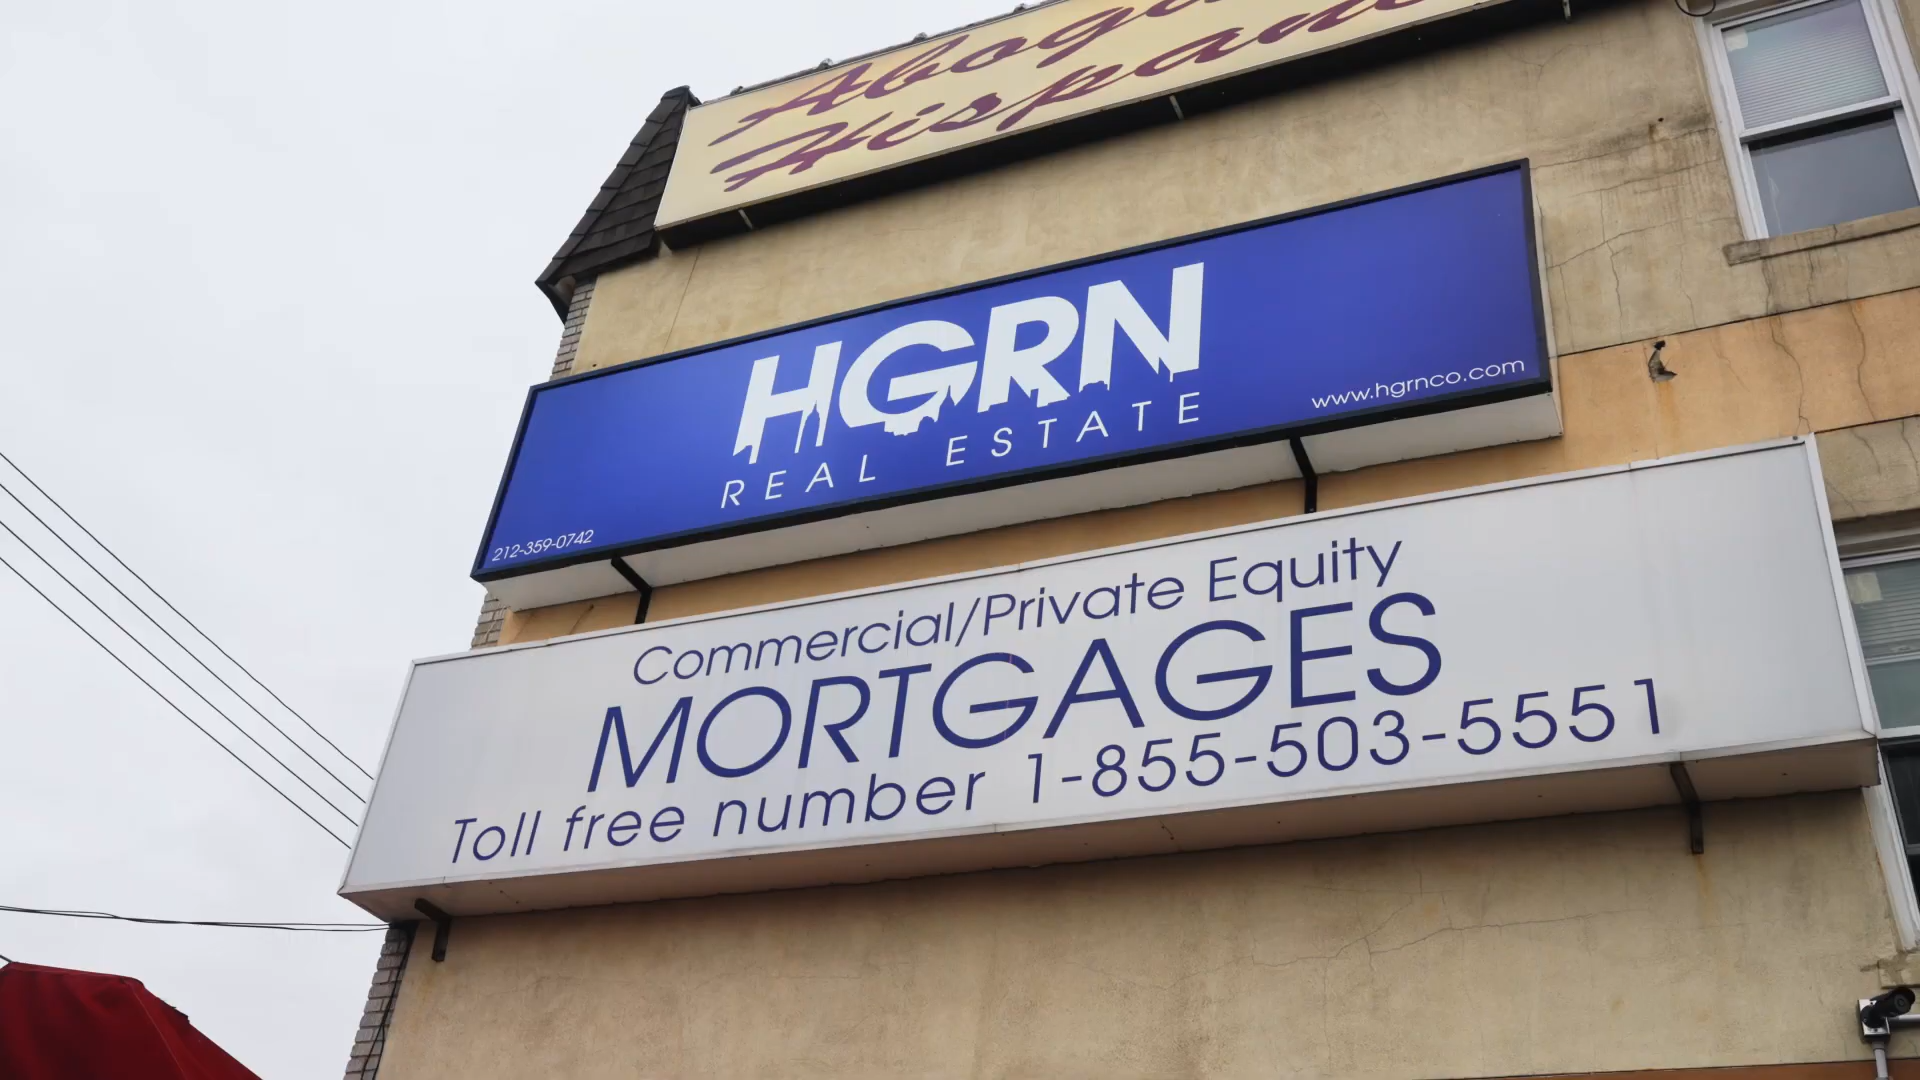 HGRN
REAL ESTATE
www.hgrnco.com
212-359-0742
Commercial/Private Equity
MORTGAGES
Toll free number 1-855-503-5551